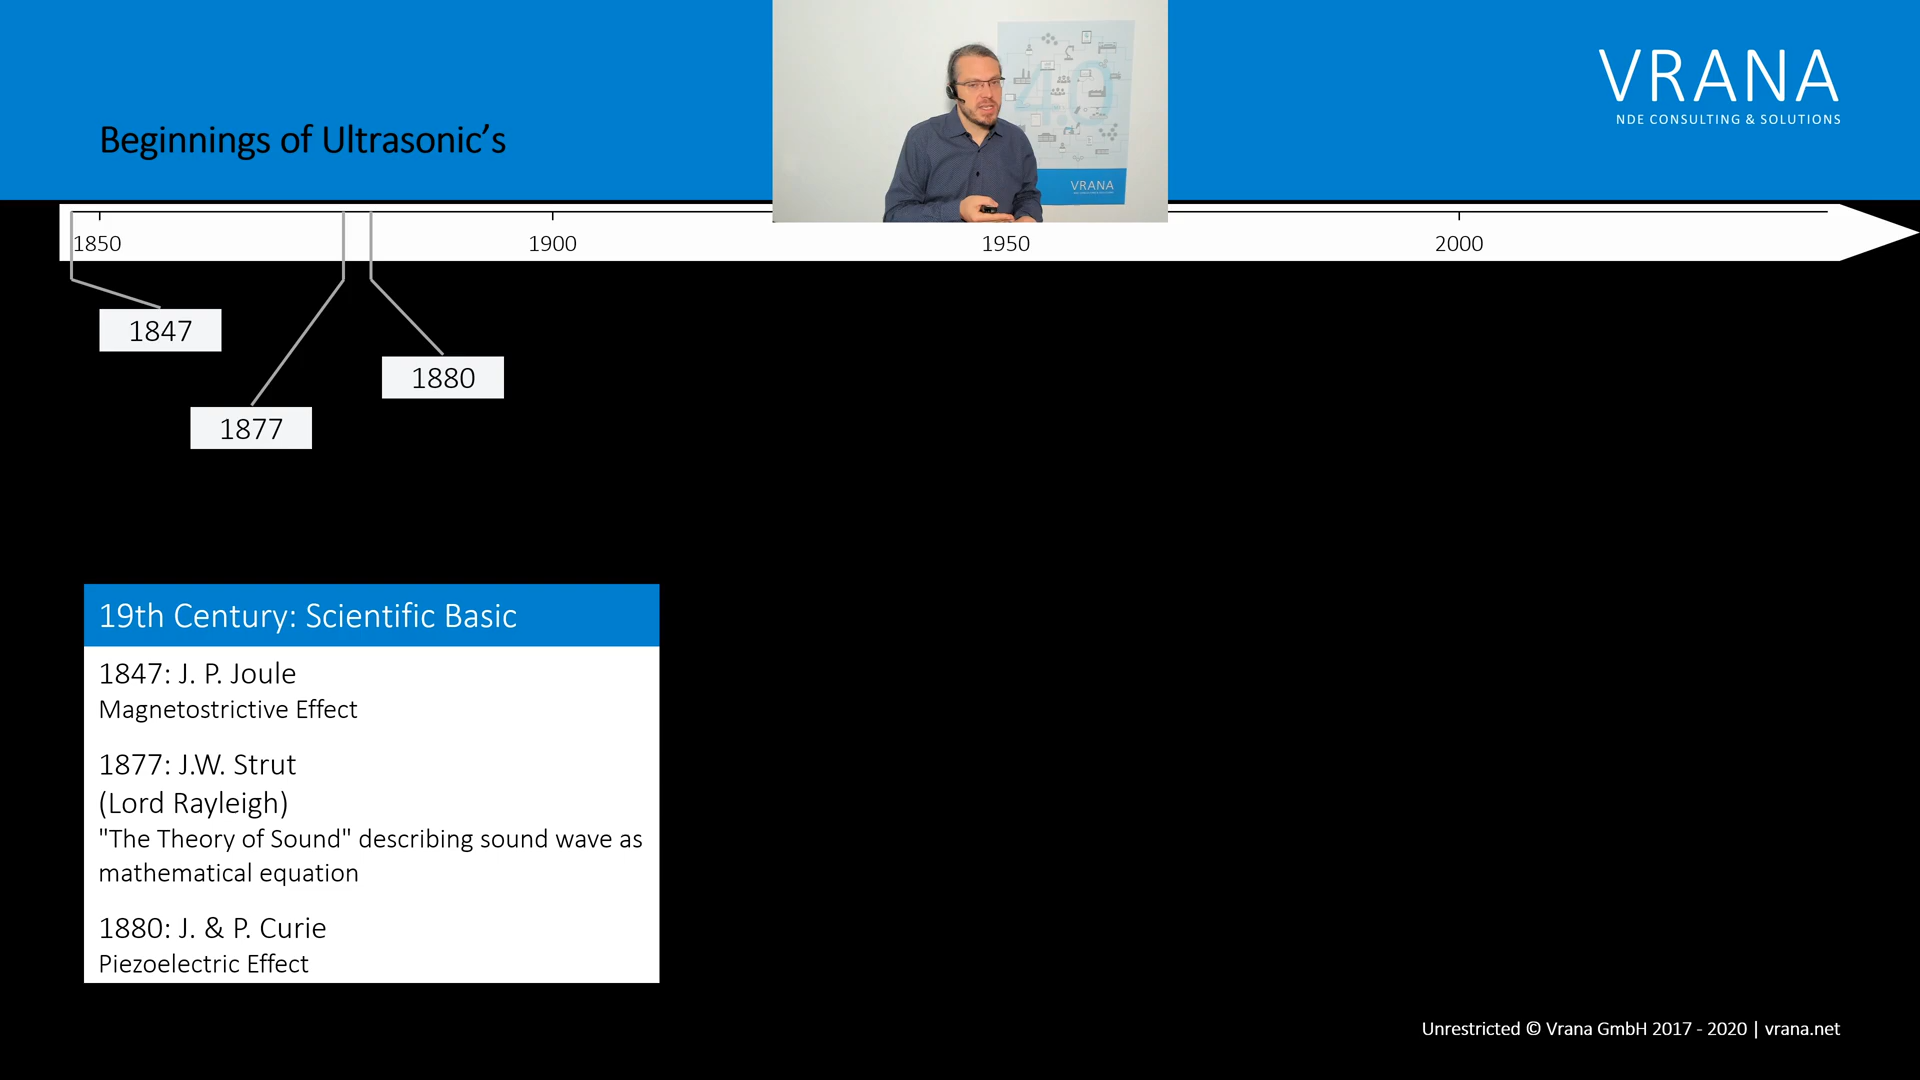 VRANA
NDE CONSULTING & SOLUTIONS
Beginnings of Ultrasonic’s
4.0
VRANA
1850 1900 1950 2000
1847
1880
1877
19th Century: Scientific Basic
1847: J. P. Joule
Magnetostrictive Effect
1877: J.W. Strut
(Lord Rayleigh)
"The Theory of Sound" describing sound wave as
mathematical equation
1880: J. & P. Curie
Piezoelectric Effect
Unrestricted © Vrana GmbH 2017 - 2020 | vrana.net